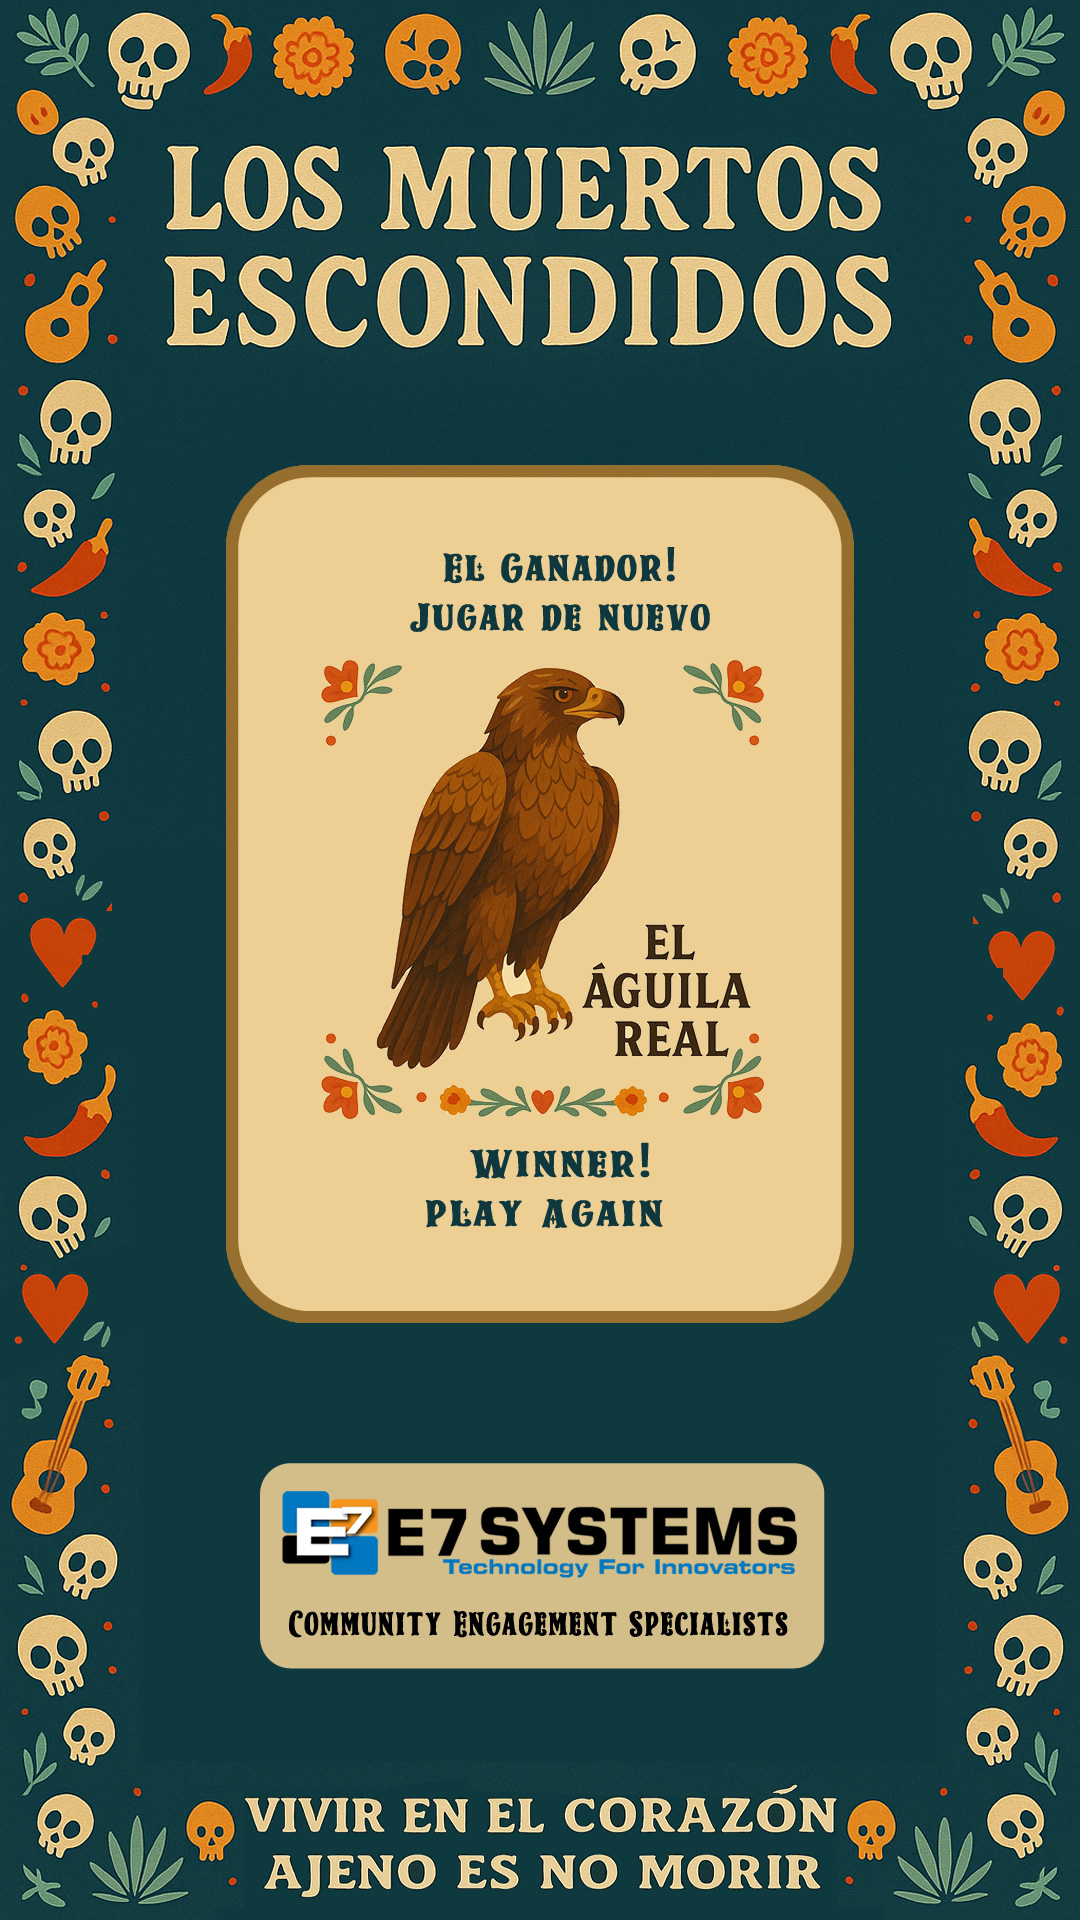 LOS MUERTOS
ESCONDIDOS
El Ganador!
Jugar de nuevo
EL
ÁGUILA
REAL
Winner!
Play Again
E7 E7 SYSTEMS
Technology For Innovators
Community Engagement Specialists
VIVIR EN EL CORAZÓN
AJENO ES NO MORIR